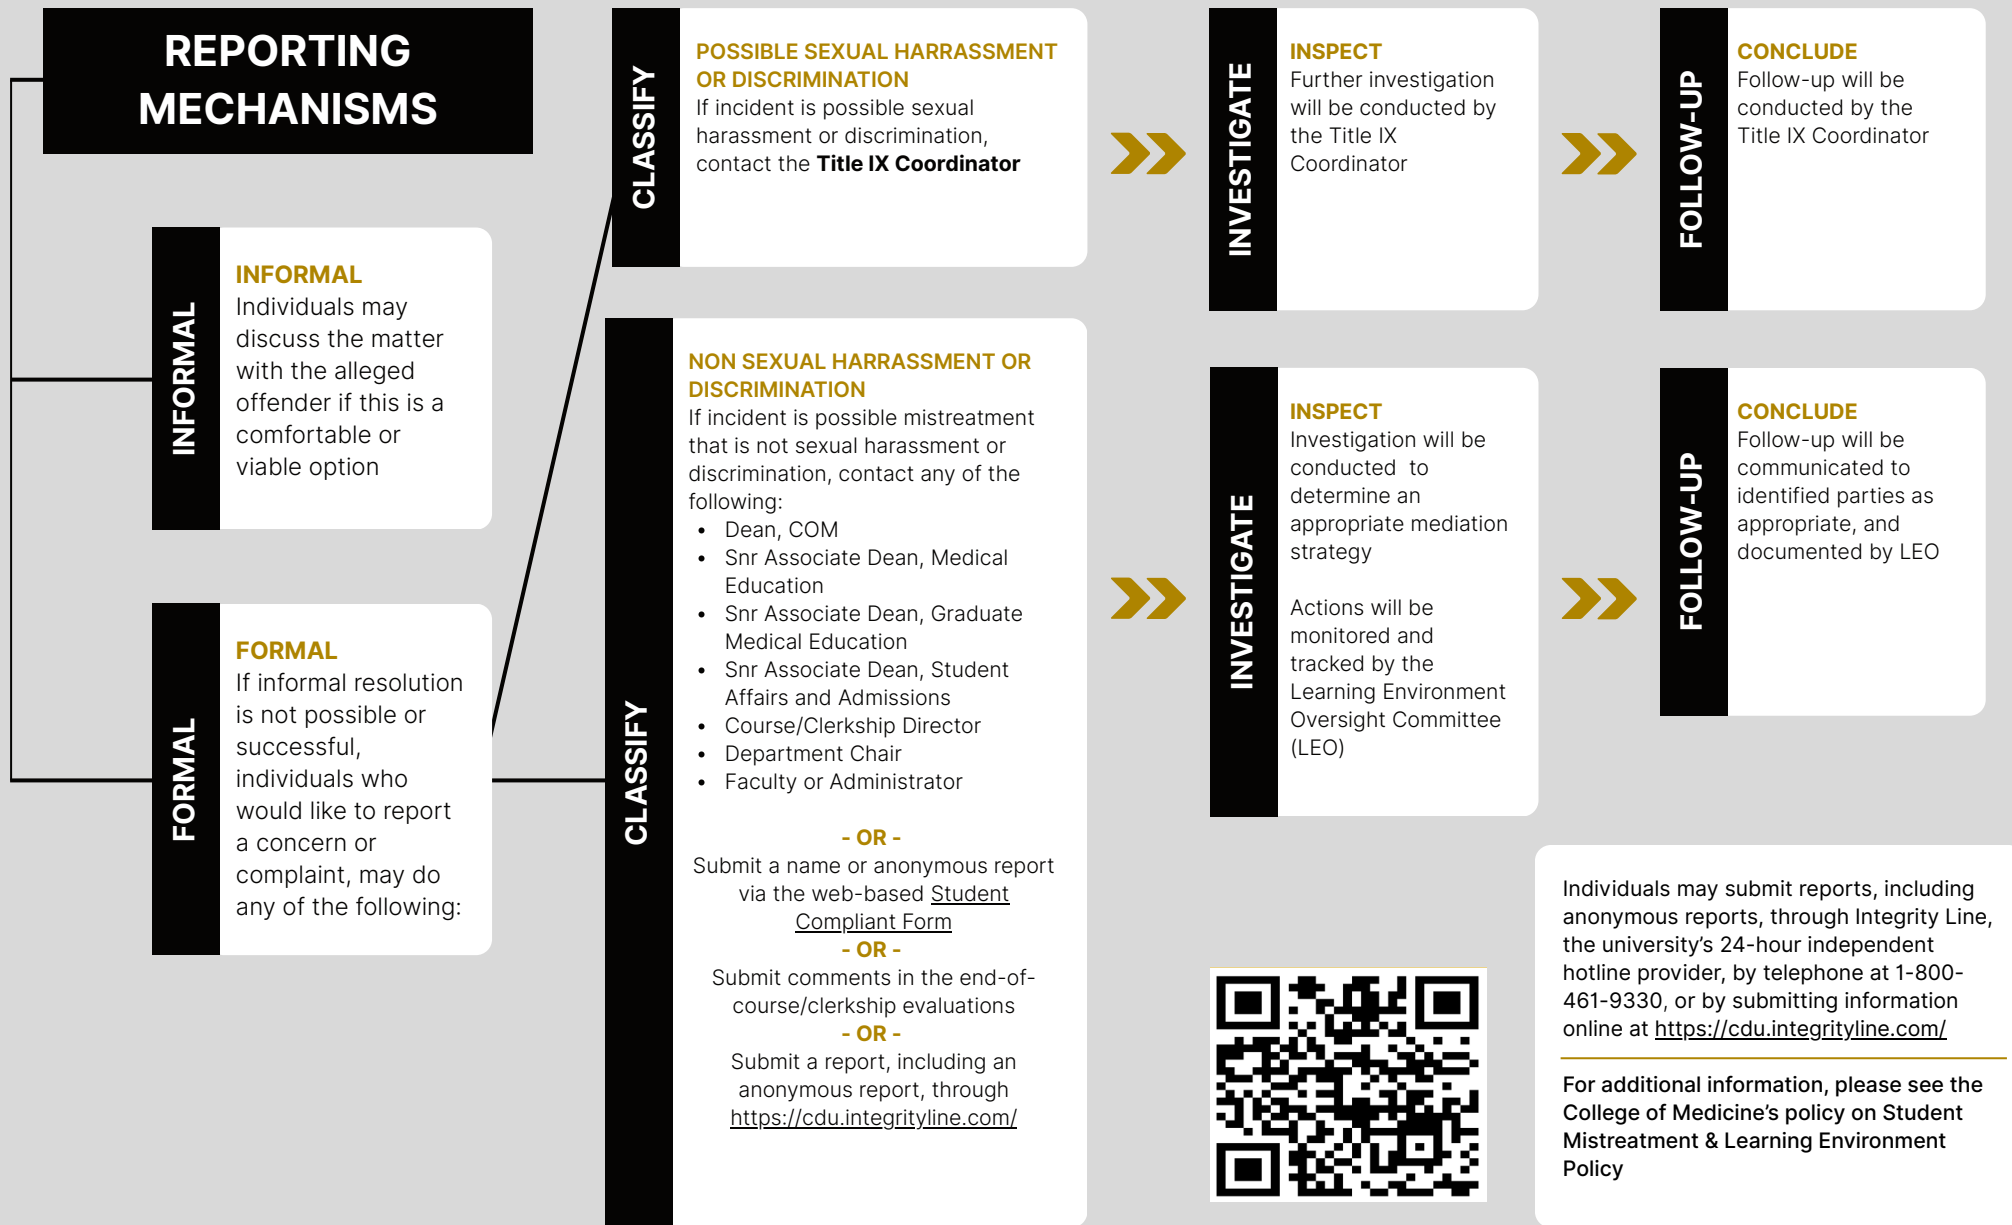 REPORTING
MECHANISMS
INFORMAL
INFORMAL
Individuals may
discuss the matter
with the alleged
offender if this is a
comfortable or
viable option
FORMAL
FORMAL
If informal resolution
is not possible or
successful,
individuals who
would like to report
a concern or
complaint, may do
any of the following:
CLASSIFY
POSSIBLE SEXUAL HARRASSMENT
OR DISCRIMINATION
If incident is possible sexual
harassment or discrimination,
contact the Title IX Coordinator
INVESTIGATE
INSPECT
Further investigation
will be conducted by
the Title IX
Coordinator
FOLLOW-UP
CONCLUDE
Follow-up will be
conducted by the
Title IX Coordinator
CLASSIFY
NON SEXUAL HARRASSMENT OR
DISCRIMINATION
If incident is possible mistreatment
that is not sexual harassment or
discrimination, contact any of the
following:
• Dean, COM
• Snr Associate Dean, Medical
Education
• Snr Associate Dean, Graduate
Medical Education
• Snr Associate Dean, Student
Affairs and Admissions
• Course/Clerkship Director
• Department Chair
• Faculty or Administrator
- OR -
Submit a name or anonymous report
via the web-based Student
Compliant Form
- OR -
Submit comments in the end-of-
course/clerkship evaluations
- OR -
Submit a report, including an
anonymous report, through
https://cdu.integrityline.com/
INVESTIGATE
INSPECT
Investigation will be
conducted  to
determine an
appropriate mediation
strategy
Actions will be
monitored and
tracked by the
Learning Environment
Oversight Committee
(LEO)
FOLLOW-UP
CONCLUDE
Follow-up will be
communicated to
identified parties as
appropriate, and
documented by LEO
Individuals may submit reports, including
anonymous reports, through Integrity Line,
the university's 24-hour independent
hotline provider, by telephone at 1-800-
461-9330, or by submitting information
online at https://cdu.integrityline.com/
For additional information, please see the
College of Medicine's policy on Student
Mistreatment & Learning Environment
Policy